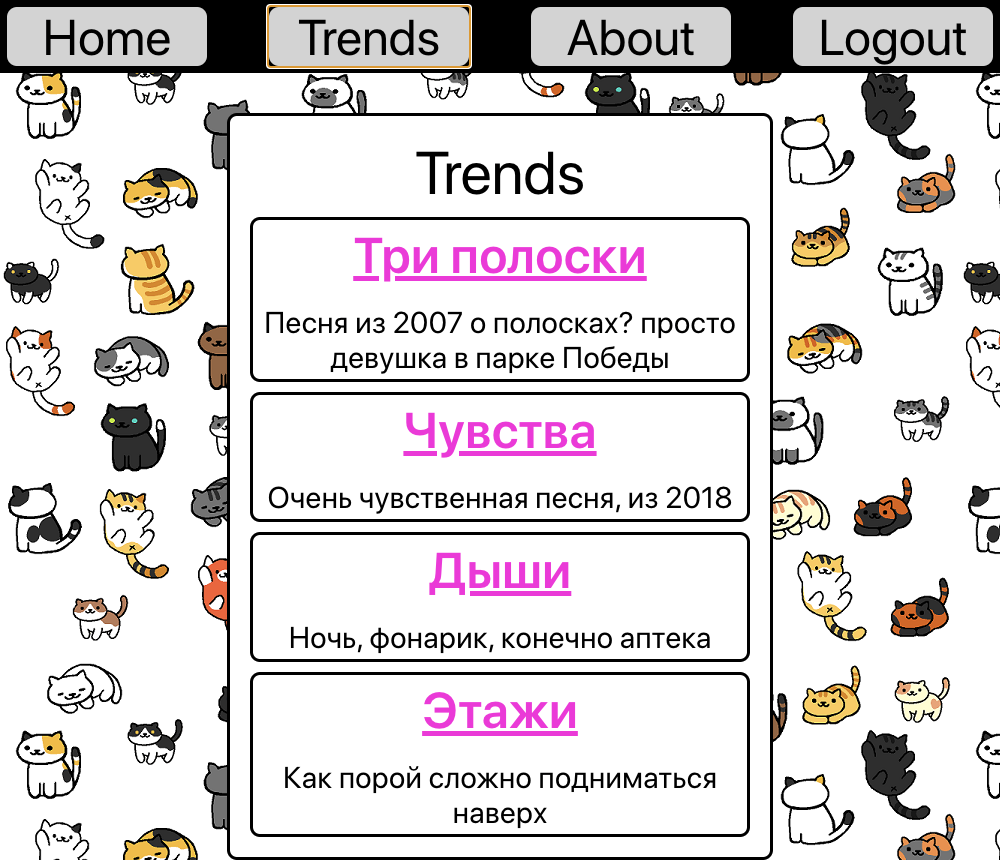 Home
Trends
About
Logout
Trends
Три полоски
Песня из 2007 о полосках? просто
девушка в парке Победы
Чувства
Очень чувственная песня, из 2018
Дыши
Ночь, фонарик, конечно аптека
Этажи
Как порой сложно подниматься
наверх